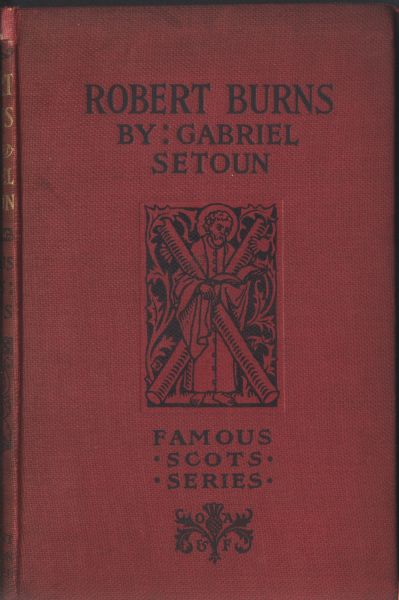 ROBERT BURNS
BY: GABRIEL
SETOUN
FAMOUS
· SCOTS ·
· SERIES ·
O A
& F